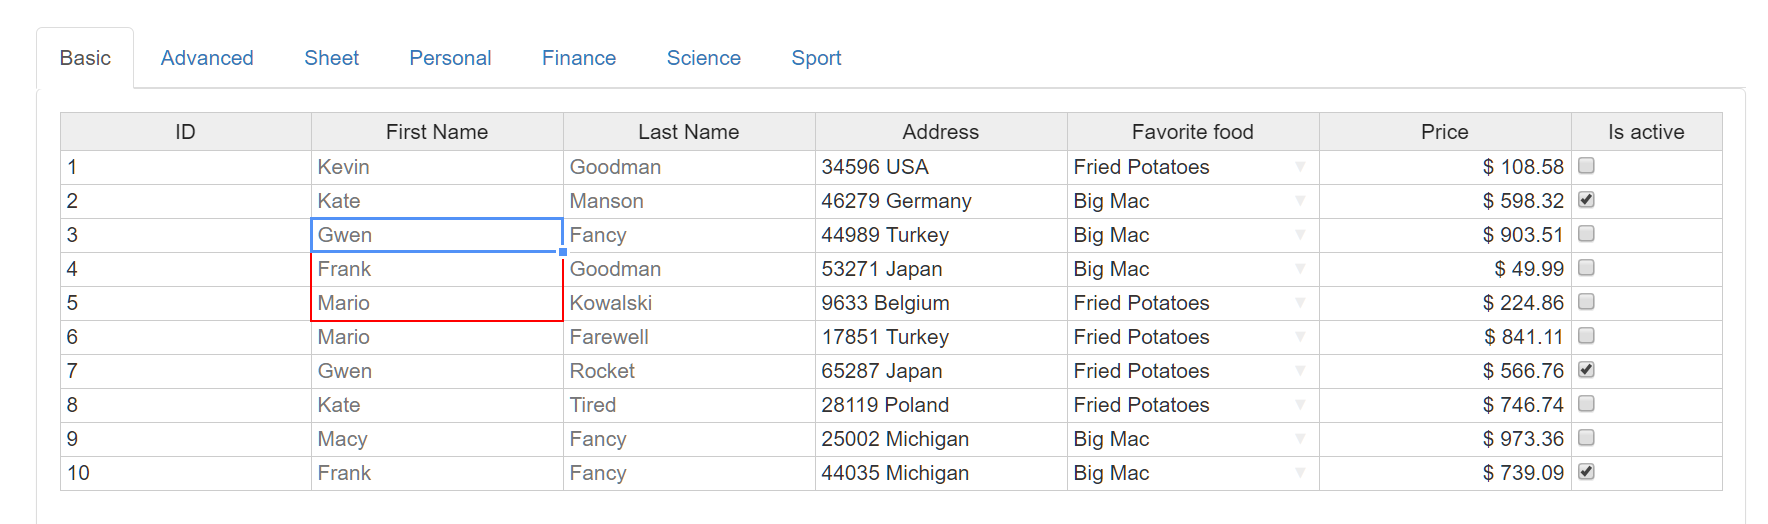 Basic Advanced Sheet Personal Finance Science Sport
ID First Name Last Name Address Favorite food Price Is active
1 Kevin Goodman 34596 USA Fried Potatoes $ 108.58
2 Kate Manson 46279 Germany Big Mac $ 598.32
3 Gwen Fancy 44989 Turkey Big Mac $ 903.51
4 Frank Goodman 53271 Japan Big Mac $ 49.99
5 Mario Kowalski 9633 Belgium Fried Potatoes $ 224.86
6 Mario Farewell 17851 Turkey Fried Potatoes $ 841.11
7 Gwen Rocket 65287 Japan Fried Potatoes $ 566.76
8 Kate Tired 28119 Poland Fried Potatoes $ 746.74
9 Macy Fancy 25002 Michigan Big Mac $ 973.36
10 Frank Fancy 44035 Michigan Big Mac $ 739.09